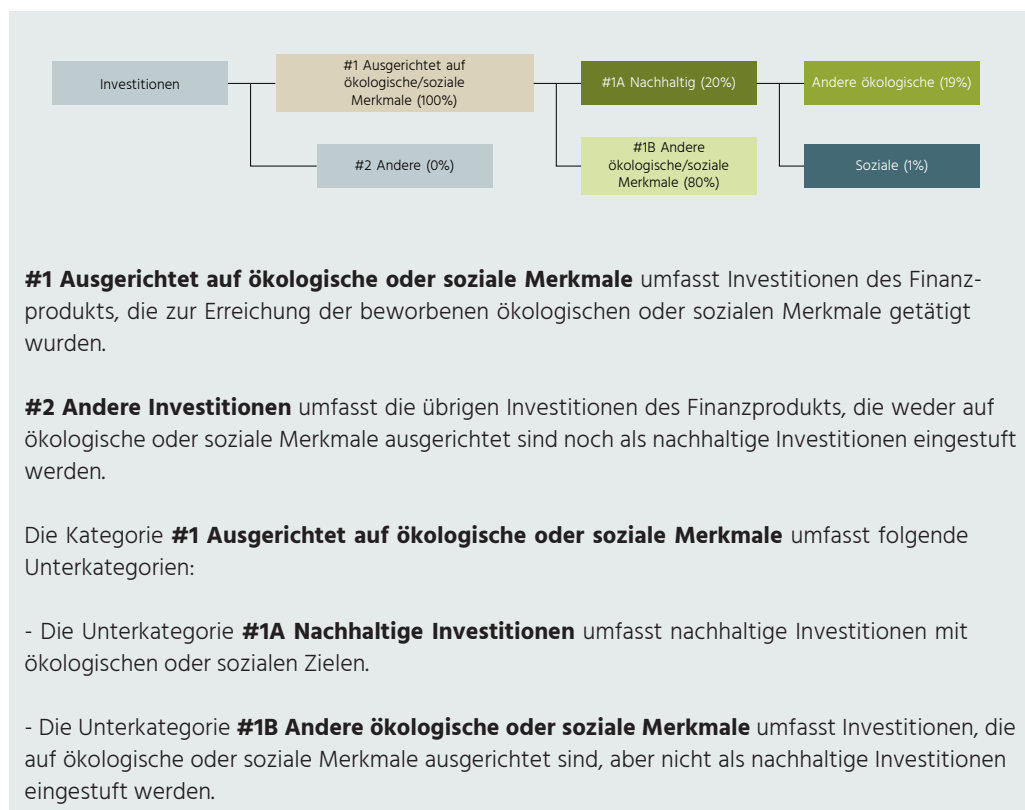 Investitionen
#1 Ausgerichtet auf
ökologische/soziale
Merkmale (100%)
#1A Nachhaltig (20%)
Andere ökologische (19%)
#2 Andere (0%)
#1B Andere
ökologische/soziale
Merkmale (80%)
Soziale (1%)
#1 Ausgerichtet auf ökologische oder soziale Merkmale umfasst Investitionen des Finanz-
produkts, die zur Erreichung der beworbenen ökologischen oder sozialen Merkmale getätigt
wurden.
#2 Andere Investitionen umfasst die übrigen Investitionen des Finanzprodukts, die weder auf
ökologische oder soziale Merkmale ausgerichtet sind noch als nachhaltige Investitionen eingestuft
werden.
Die Kategorie #1 Ausgerichtet auf ökologische oder soziale Merkmale umfasst folgende
Unterkategorien:
- Die Unterkategorie #1A Nachhaltige Investitionen umfasst nachhaltige Investitionen mit
ökologischen oder sozialen Zielen.
- Die Unterkategorie #1B Andere ökologische oder soziale Merkmale umfasst Investitionen, die
auf ökologische oder soziale Merkmale ausgerichtet sind, aber nicht als nachhaltige Investitionen
eingestuft werden.